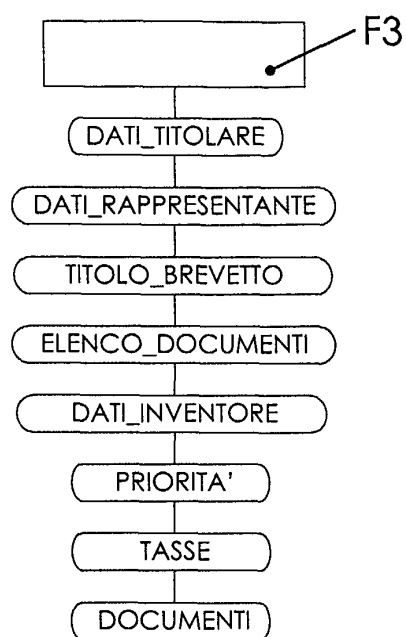 F3
DATI_TITOLARE
DATI_RAPPRESENTANTE
TITOLO_BREVETTO
ELENCO_DOCUMENTI
DATI_INVENTORE
PRIORITA'
TASSE
DOCUMENTI